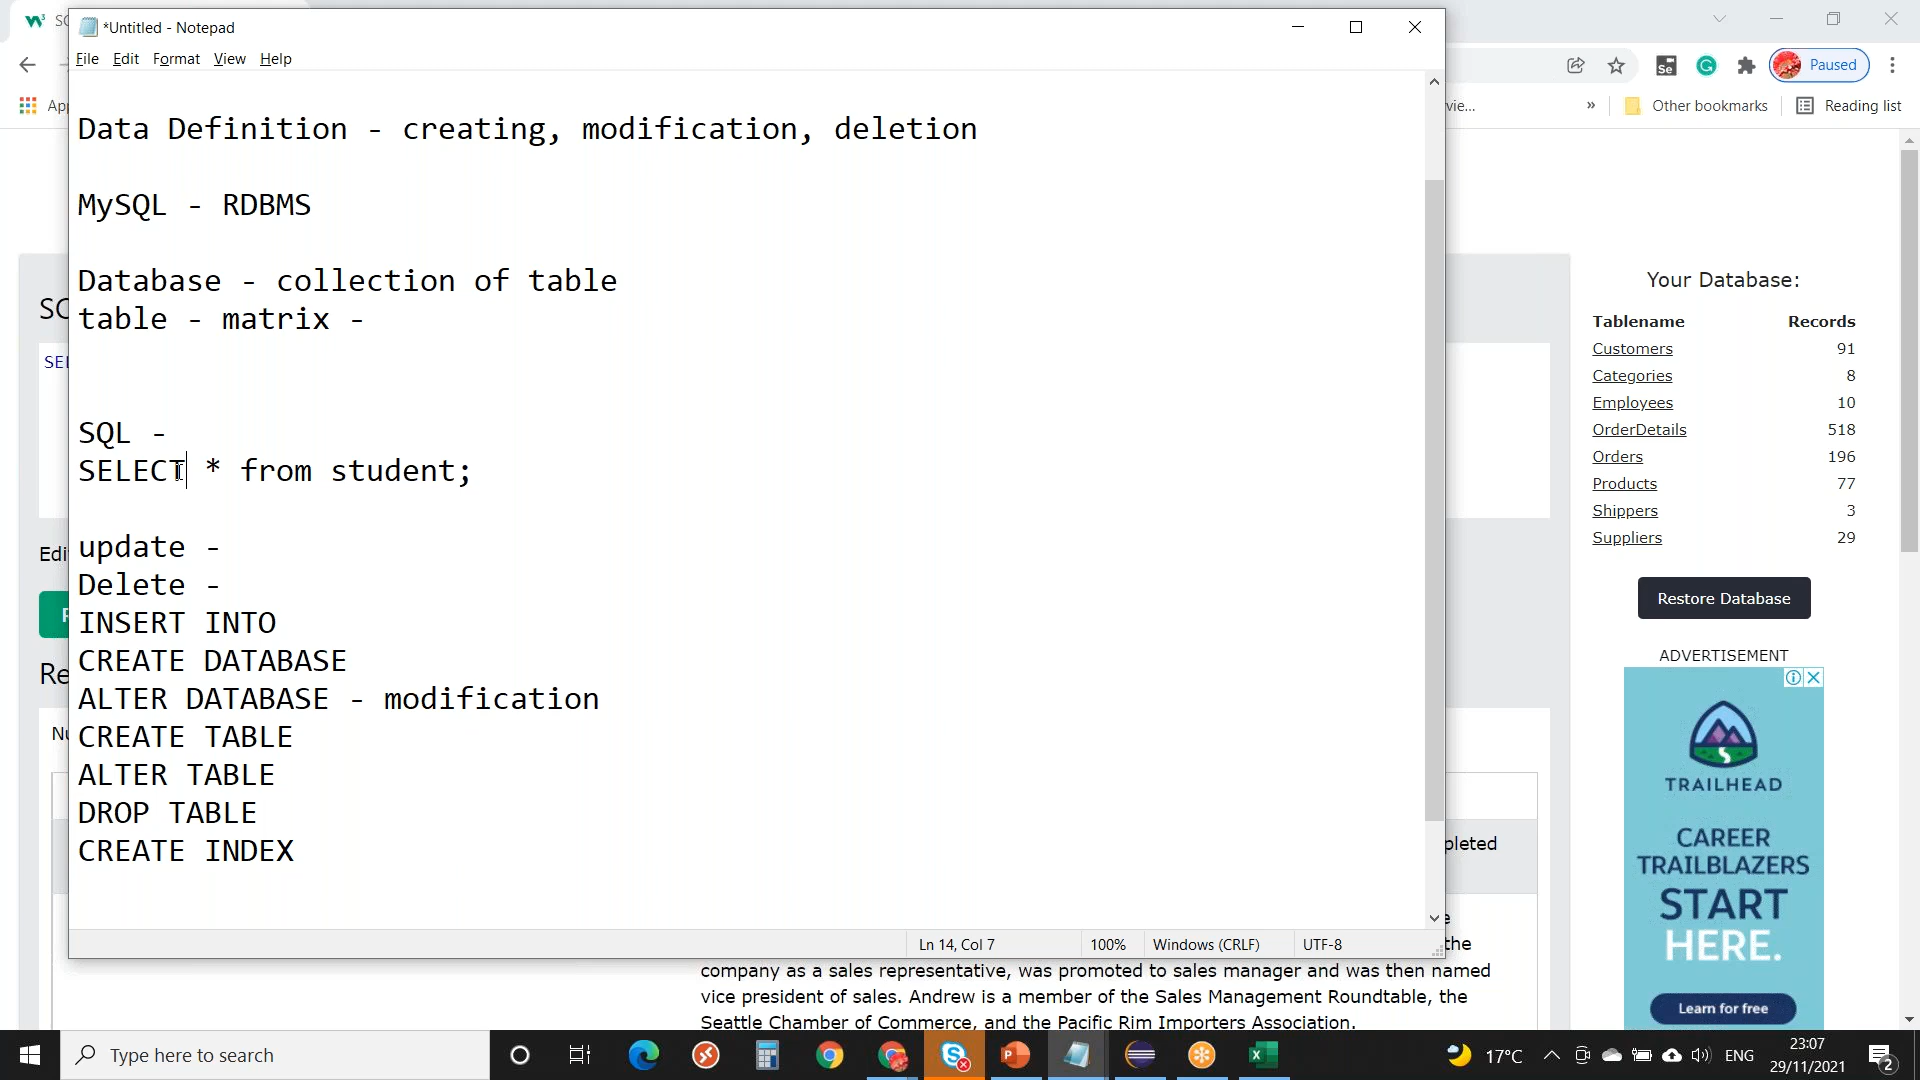 *Untitled - Notepad
File Edit Format View Help
Paused
Other bookmarks
Reading list
Data Definition - creating, modification, deletion
MySQL - RDBMS
Database - collection of table
table - matrix -
SQL -
SELECT * from student;
update -
Delete -
INSERT INTO
CREATE DATABASE
ALTER DATABASE - modification
CREATE TABLE
ALTER TABLE
DROP TABLE
CREATE INDEX
Ln 14, Col 7 100% Windows (CRLF) UTF-8
Your Database:
Tablename Records
Customers 91
Categories 8
Employees 10
OrderDetails 518
Orders 196
Products 77
Shippers 3
Suppliers 29
Restore Database
ADVERTISEMENT
TRAILHEAD
CAREER
TRAILBLAZERS
START
HERE.
Learn for free
the
company as a sales representative, was promoted to sales manager and was then named
vice president of sales. Andrew is a member of the Sales Management Roundtable, the
Seattle Chamber of Commerce, and the Pacific Rim Importers Association.
Type here to search
17°C
ENG
23:07
29/11/2021
2